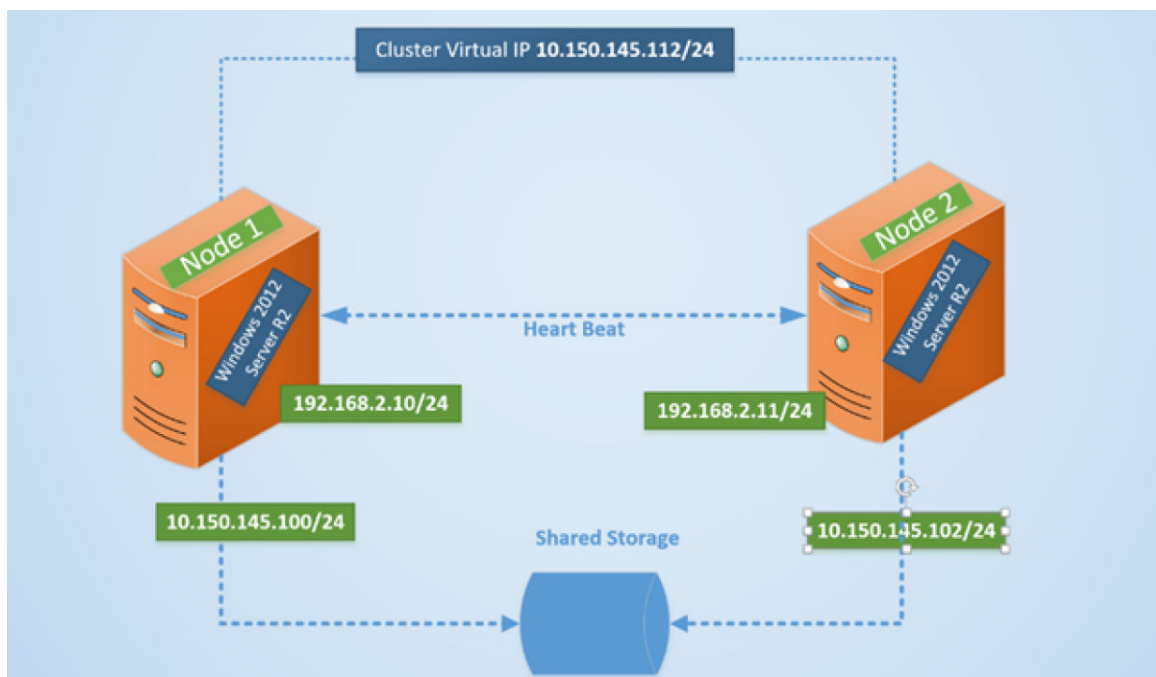 Cluster Virtual IP 10.150.145.112/24
Node 1
Node 2
Windows 2012
Server R2
Windows 2012
Server R2
Heart Beat
192.168.2.10/24
192.168.2.11/24
10.150.145.100/24
10.150.145.102/24
Shared Storage